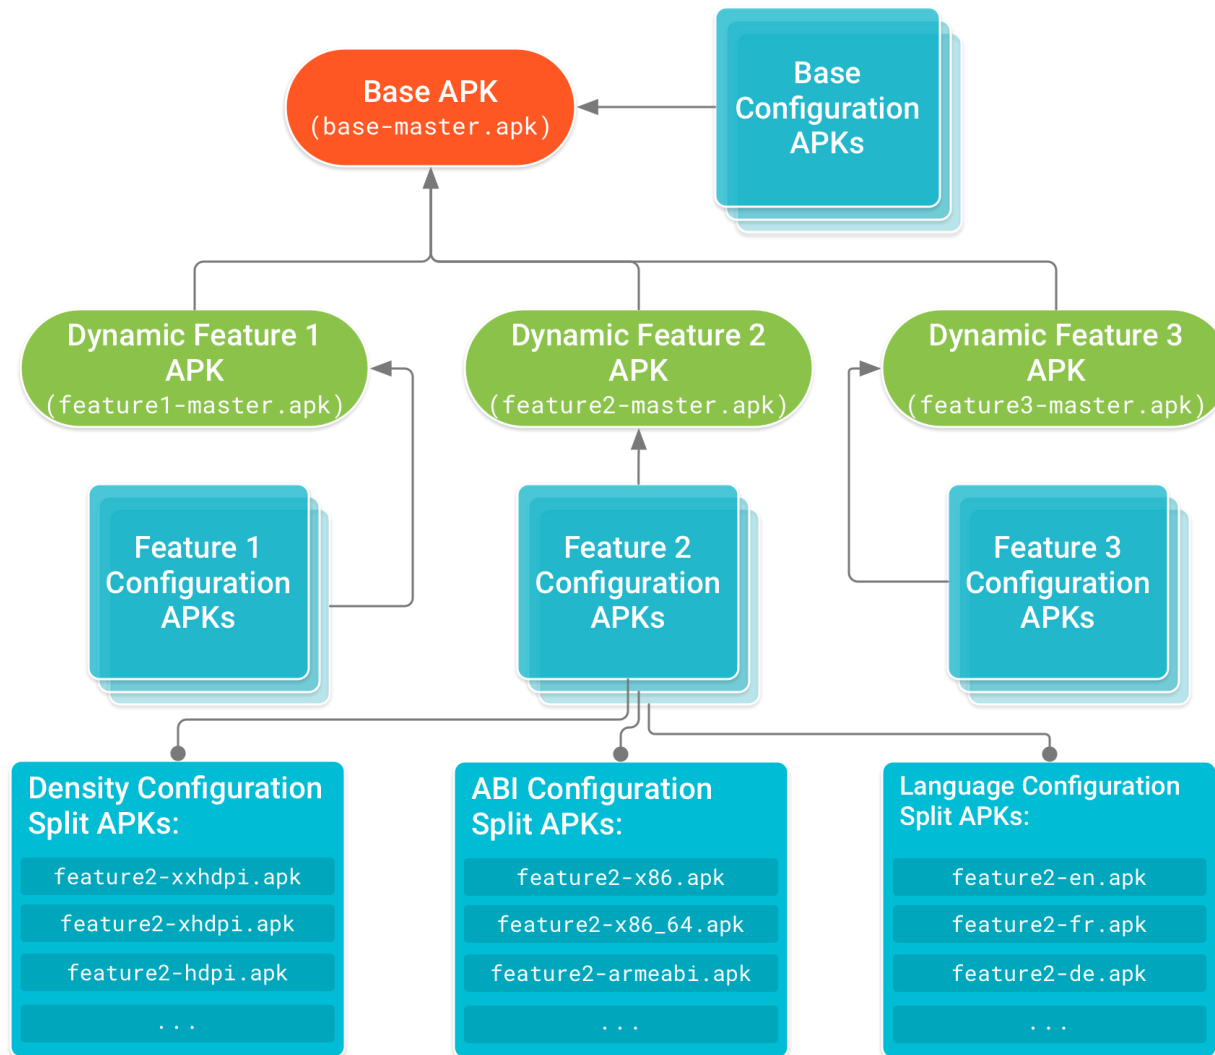 Base APK
(base-master.apk)
Base
Configuration
APKs
Dynamic Feature 1
APK
(feature1-master.apk)
Dynamic Feature 2
APK
(feature2-master.apk)
Dynamic Feature 3
APK
(feature3-master.apk)
Feature 1
Configuration
APKs
Feature 2
Configuration
APKs
Feature 3
Configuration
APKs
Density Configuration
Split APKs:
feature2-xxhdpi.apk
feature2-xhdpi.apk
feature2-hdpi.apk
...
ABI Configuration
Split APKs:
feature2-x86.apk
feature2-x86_64.apk
feature2-armeabi.apk
...
Language Configuration
Split APKs:
feature2-en.apk
feature2-fr.apk
feature2-de.apk
...